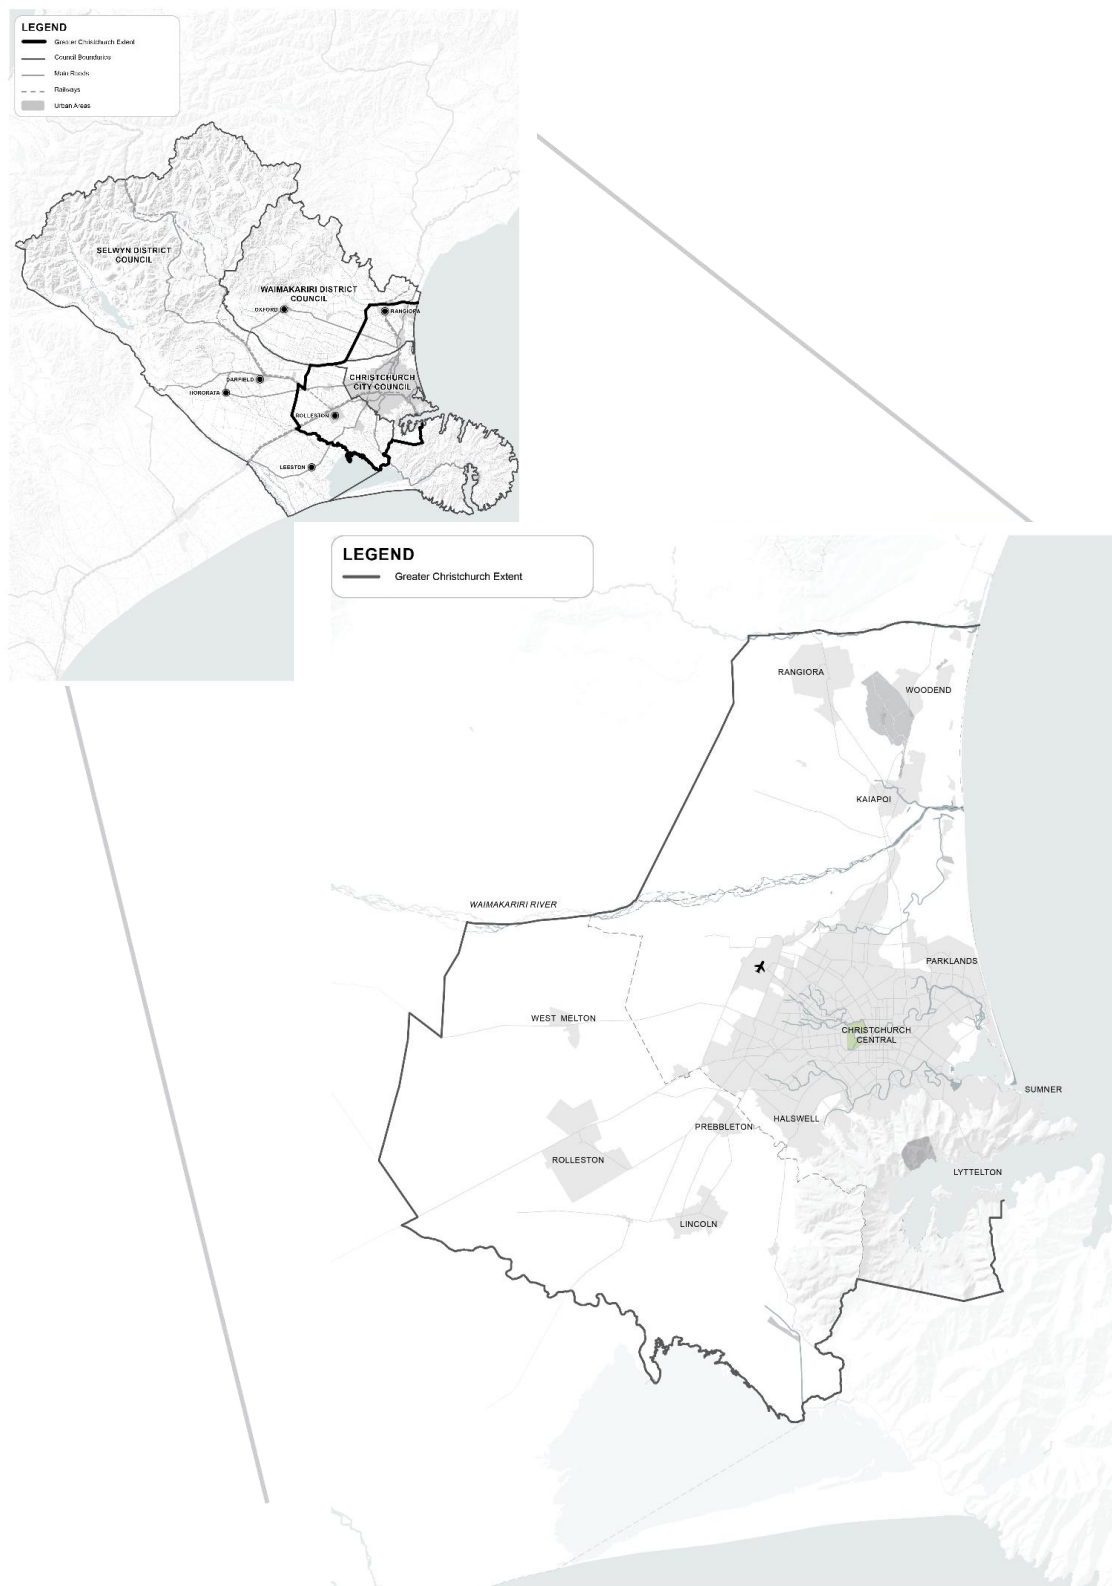 LEGEND
Greater Christchurch Extent
Council Boundaries
Main Roads
Railways
Urban Areas
SELWYN DISTRICT
COUNCIL
WAIMAKARIRI DISTRICT
COUNCIL
OXFORD
RANGIORA
CHRISTCHURCH
CITY COUNCIL
DARFIELD
HORORATA
ROLLESTON
LEESTON
LEGEND
Greater Christchurch Extent
RANGIORA
WOODEND
KAIAPOI
WAIMAKARIRI RIVER
PARKLANDS
WEST MELTON
CHRISTCHURCH
CENTRAL
SUMNER
HALSWELL
PREBBLETON
ROLLESTON
LYTTELTON
LINCOLN